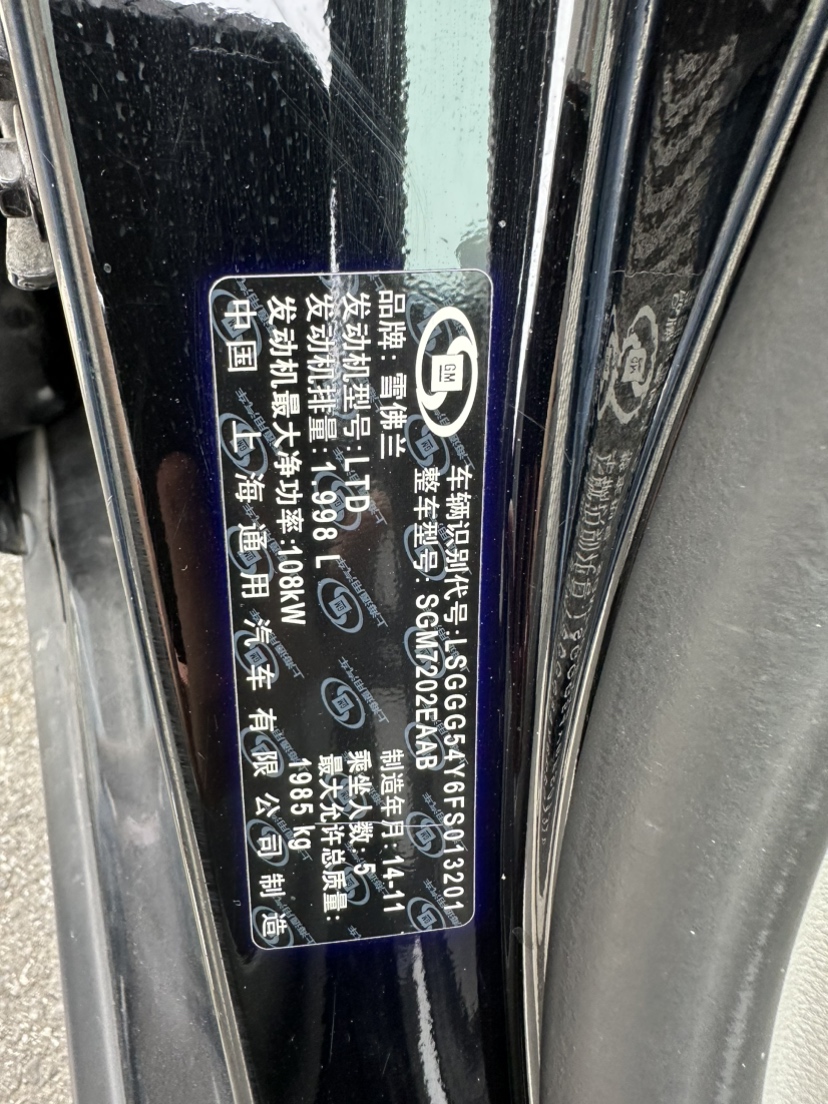 GM
车辆识别代号:LSGGG54Y6FS013201
整车型号: SGM7202EAAB
品牌: 雪佛兰
制造年月:14-11
发动机型号:LTD
乘坐人数: 5
发动机排量:1.998 L
最大允许总质量:
1985 kg
发动机最大净功率:108kW
中国 上海通用汽车有限公司制造